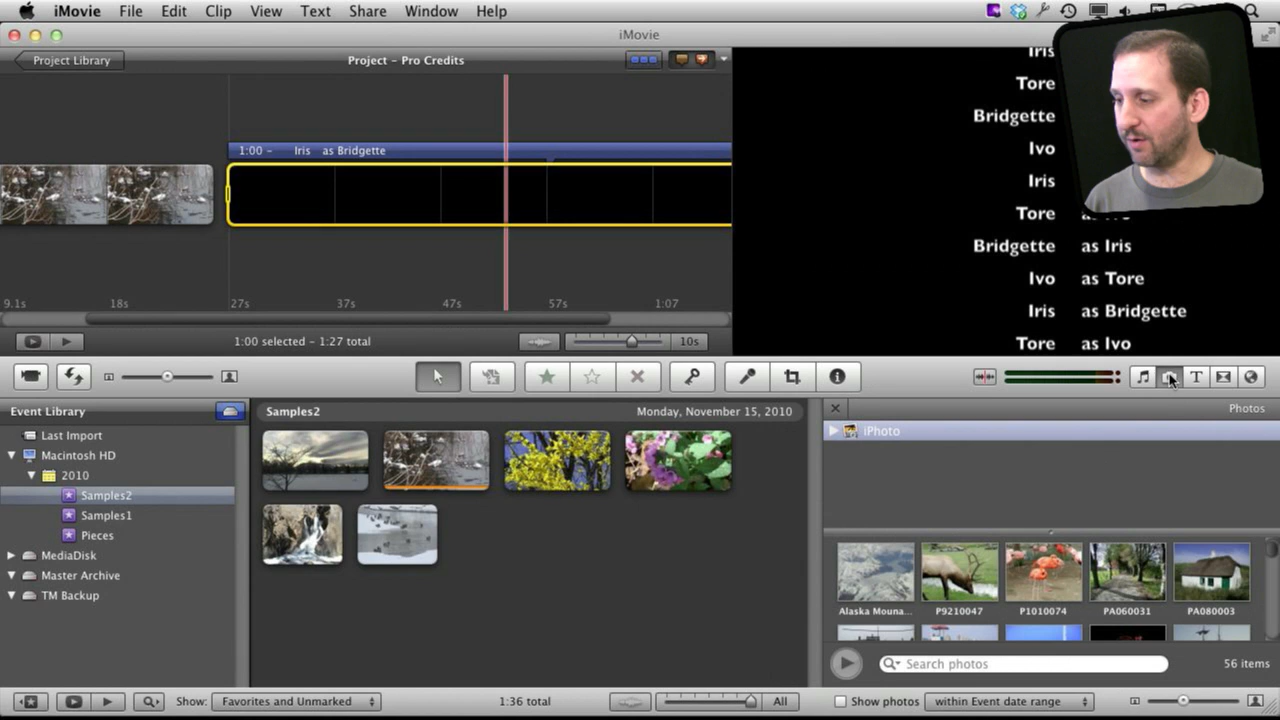 iMovie File Edit Clip View Text Share Window Help
iMovie
Project Library
Project – Pro Credits
Iris
Tore
Bridgette
Ivo
Iris
Tore
Bridgette as Iris
Ivo as Tore
Iris as Bridgette
Tore as Ivo
1:00 – Iris as Bridgette
9.1s 18s 27s 37s 47s 57s 1:07
1:00 selected – 1:27 total
10s
Event Library
Last Import
Macintosh HD
2010
Samples2
Samples1
Pieces
MediaDisk
Master Archive
TM Backup
Samples2
Monday, November 15, 2010
Photos
iPhoto
Alaska Mouna... P9210047 P1010074 PA060031 PA080003
Search photos
56 items
Show: Favorites and Unmarked
1:36 total
All
Show photos within Event date range